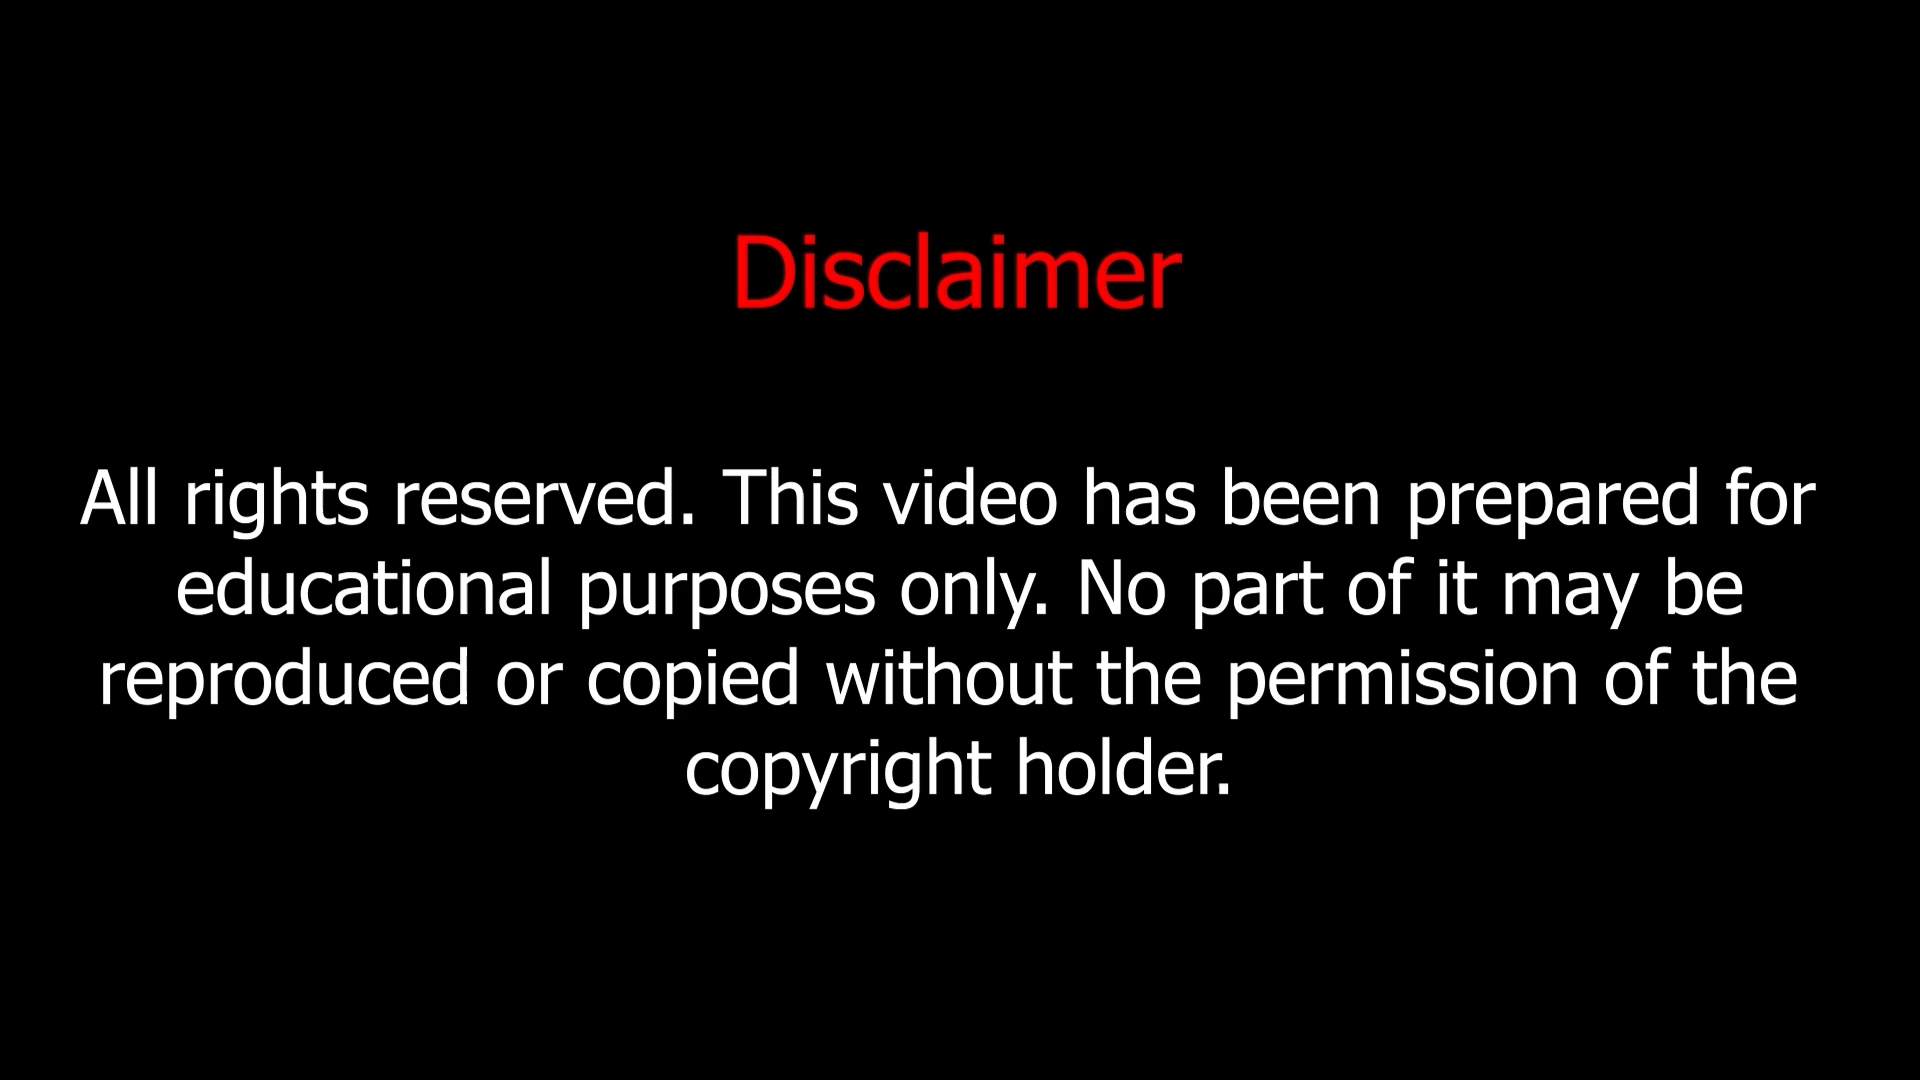 Disclaimer
All rights reserved. This video has been prepared for
educational purposes only. No part of it may be
reproduced or copied without the permission of the
copyright holder.